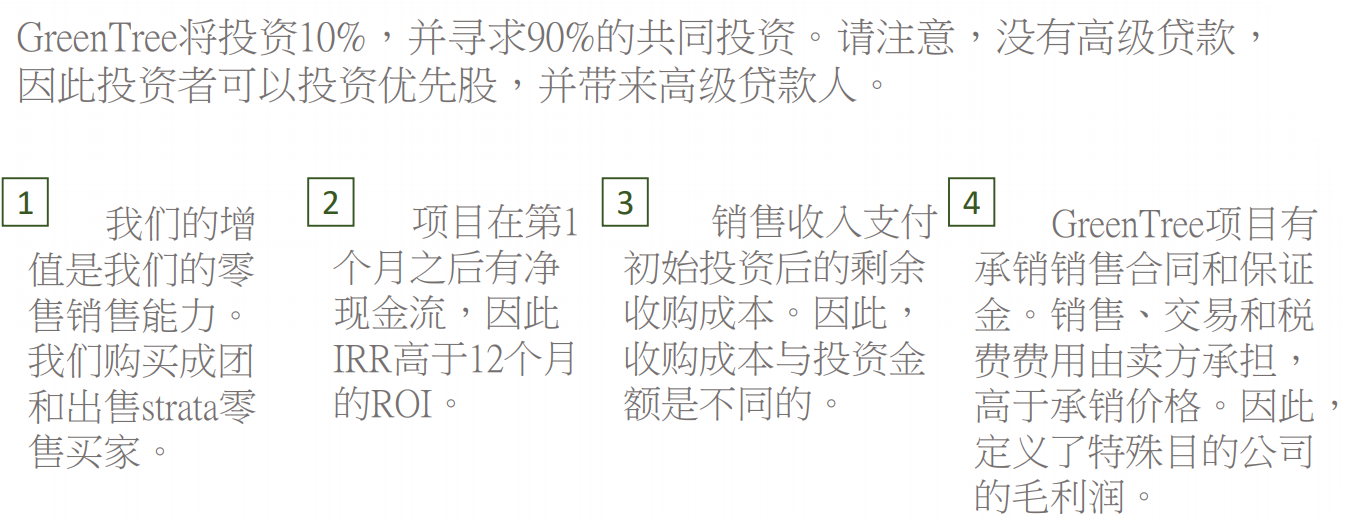 GreenTree将投资10%，并寻求90%的共同投资。请注意，没有高级贷款，
因此投资者可以投资优先股，并带来高级贷款人。
1
我们的增
值是我们的零
售销售能力。
我们购买成团
和出售strata零
售买家。
2
项目在第1
个月之后有净
现金流，因此
IRR高于12个月
的ROI。
3
销售收入支付
初始投资后的剩余
收购成本。因此，
收购成本与投资金
额是不同的。
4
GreenTree项目有
承销销售合同和保证
金。销售、交易和税
费费用由卖方承担，
高于承销价格。因此，
定义了特殊目的公司
的毛利润。